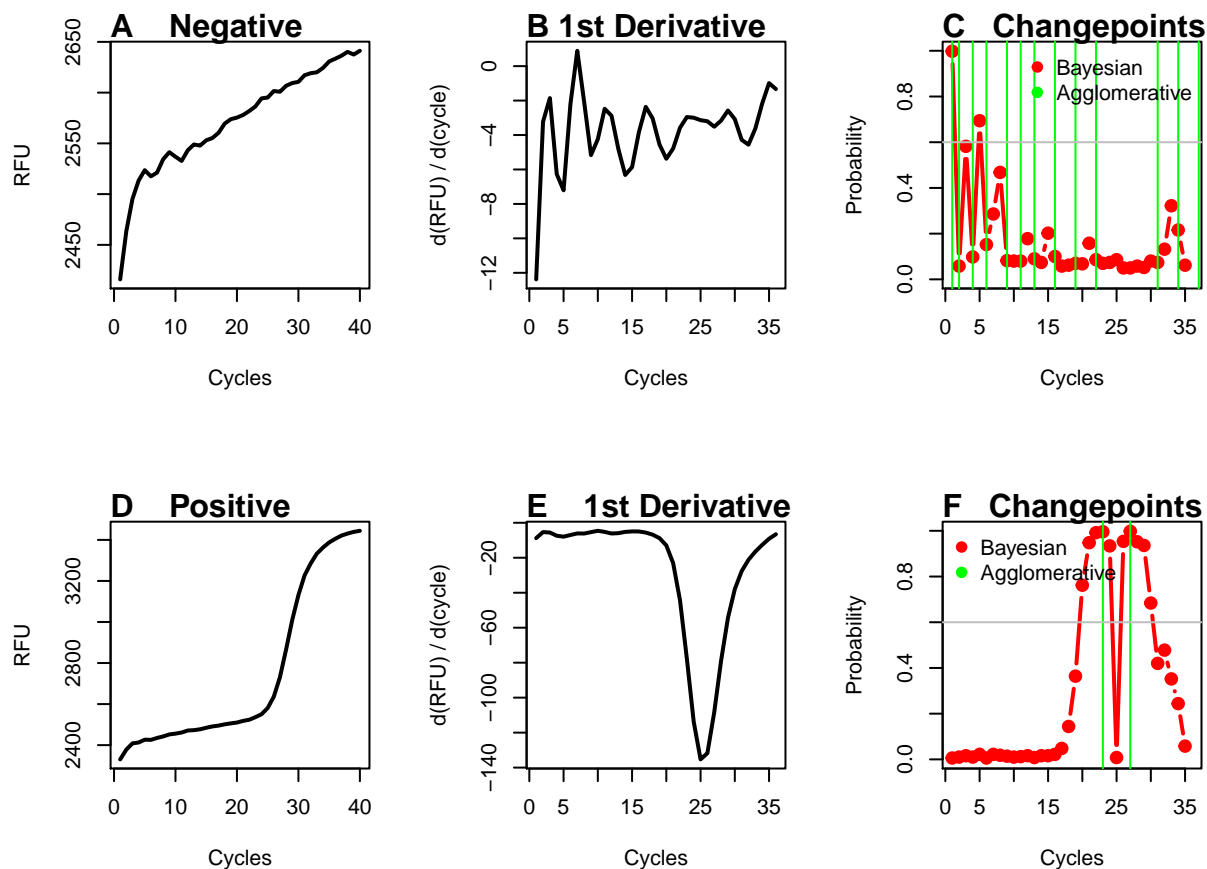 A Negative
2450 2550 2650
RFU
0 10 20 30 40
Cycles
B 1st Derivative
−12 −8 −4 0
d(RFU) / d(cycle)
0 5 15 25 35
Cycles
C Changepoints
0.0 0.4 0.8
Probability
Bayesian
Agglomerative
0 5 15 25 35
Cycles
D Positive
2400 2800 3200
RFU
0 10 20 30 40
Cycles
E 1st Derivative
−140 −100 −60 −20
d(RFU) / d(cycle)
0 5 15 25 35
Cycles
F Changepoints
0.0 0.4 0.8
Probability
Bayesian
Agglomerative
0 5 15 25 35
Cycles